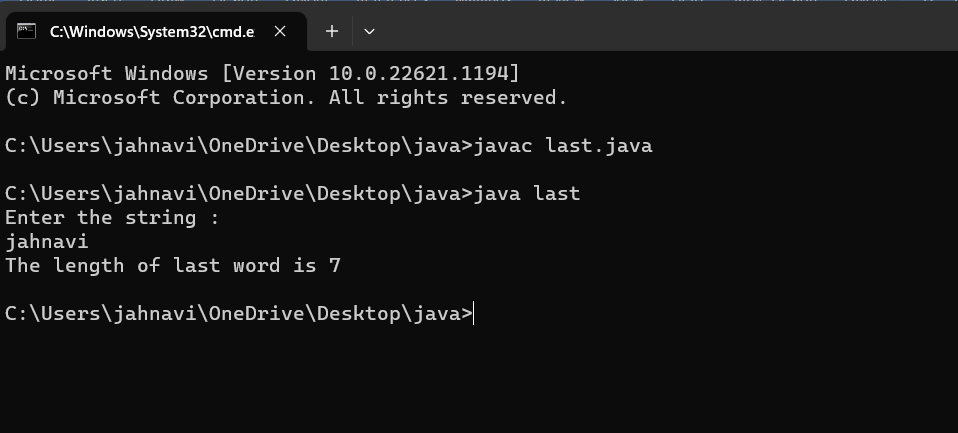 C:\Windows\System32\cmd.e
Microsoft Windows [Version 10.0.22621.1194]
(c) Microsoft Corporation. All rights reserved.
C:\Users\jahnavi\OneDrive\Desktop\java>javac last.java
C:\Users\jahnavi\OneDrive\Desktop\java>java last
Enter the string :
jahnavi
The length of last word is 7
C:\Users\jahnavi\OneDrive\Desktop\java>